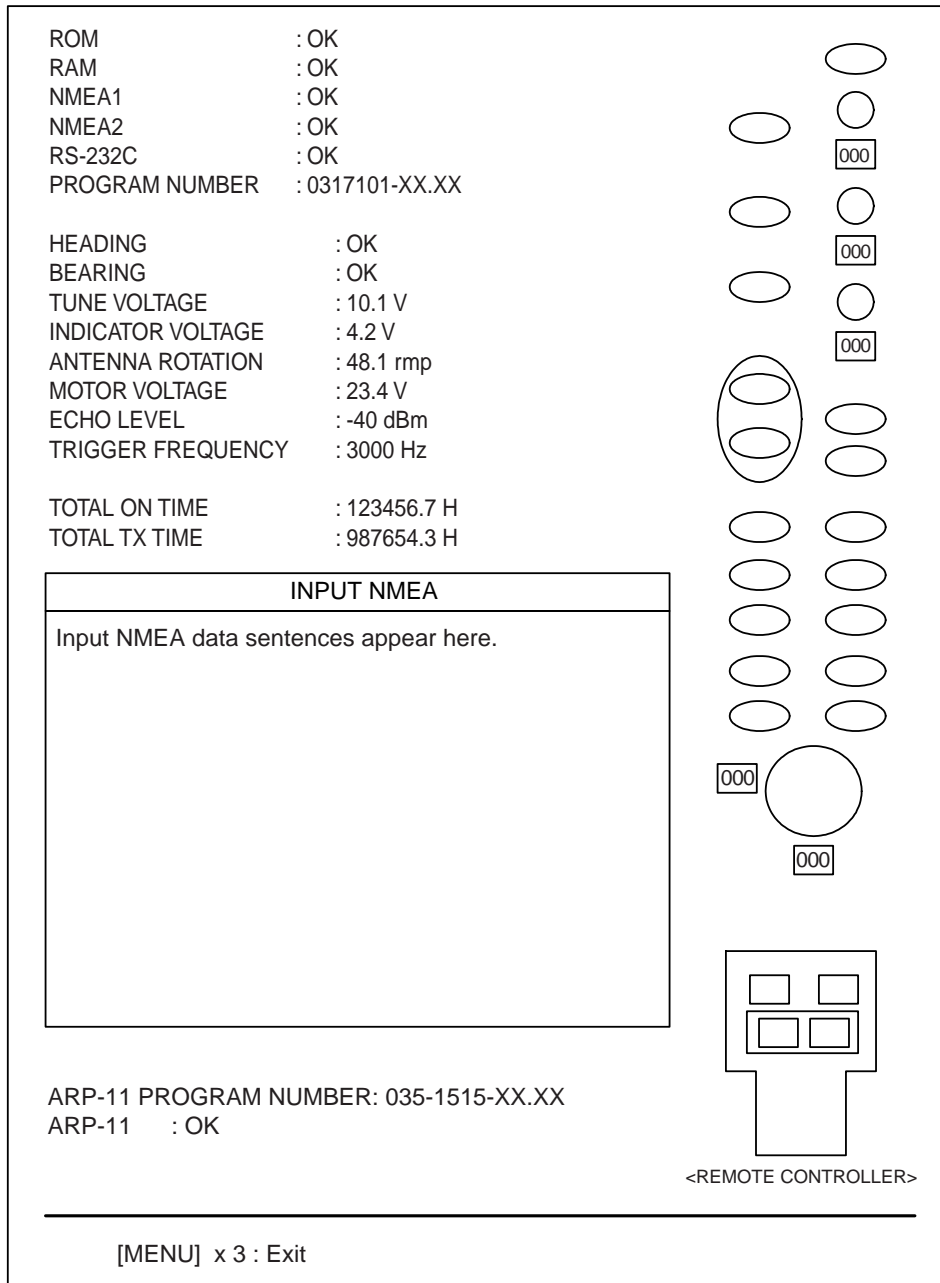 ROM : OK
RAM : OK
NMEA1 : OK
NMEA2 : OK
RS-232C : OK
PROGRAM NUMBER : 0317101-XX.XX
HEADING : OK
BEARING : OK
TUNE VOLTAGE : 10.1 V
INDICATOR VOLTAGE : 4.2 V
ANTENNA ROTATION : 48.1 rmp
MOTOR VOLTAGE : 23.4 V
ECHO LEVEL : -40 dBm
TRIGGER FREQUENCY : 3000 Hz
TOTAL ON TIME : 123456.7 H
TOTAL TX TIME : 987654.3 H
INPUT NMEA
Input NMEA data sentences appear here.
ARP-11 PROGRAM NUMBER: 035-1515-XX.XX
ARP-11 : OK
000
000
000
000
000
<REMOTE CONTROLLER>
[MENU] x 3 : Exit